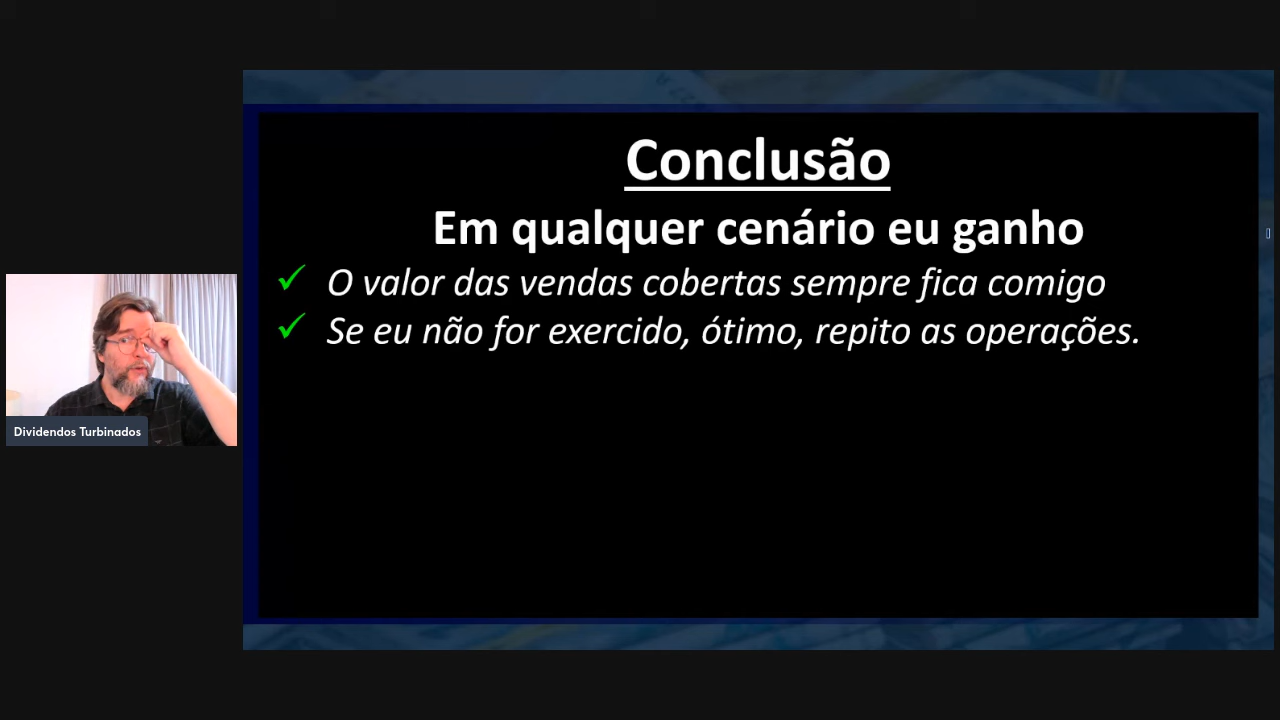 Conclusão
Em qualquer cenário eu ganho
✓ O valor das vendas cobertas sempre fica comigo
✓ Se eu não for exercido, ótimo, repito as operações.
Dividendos Turbinados